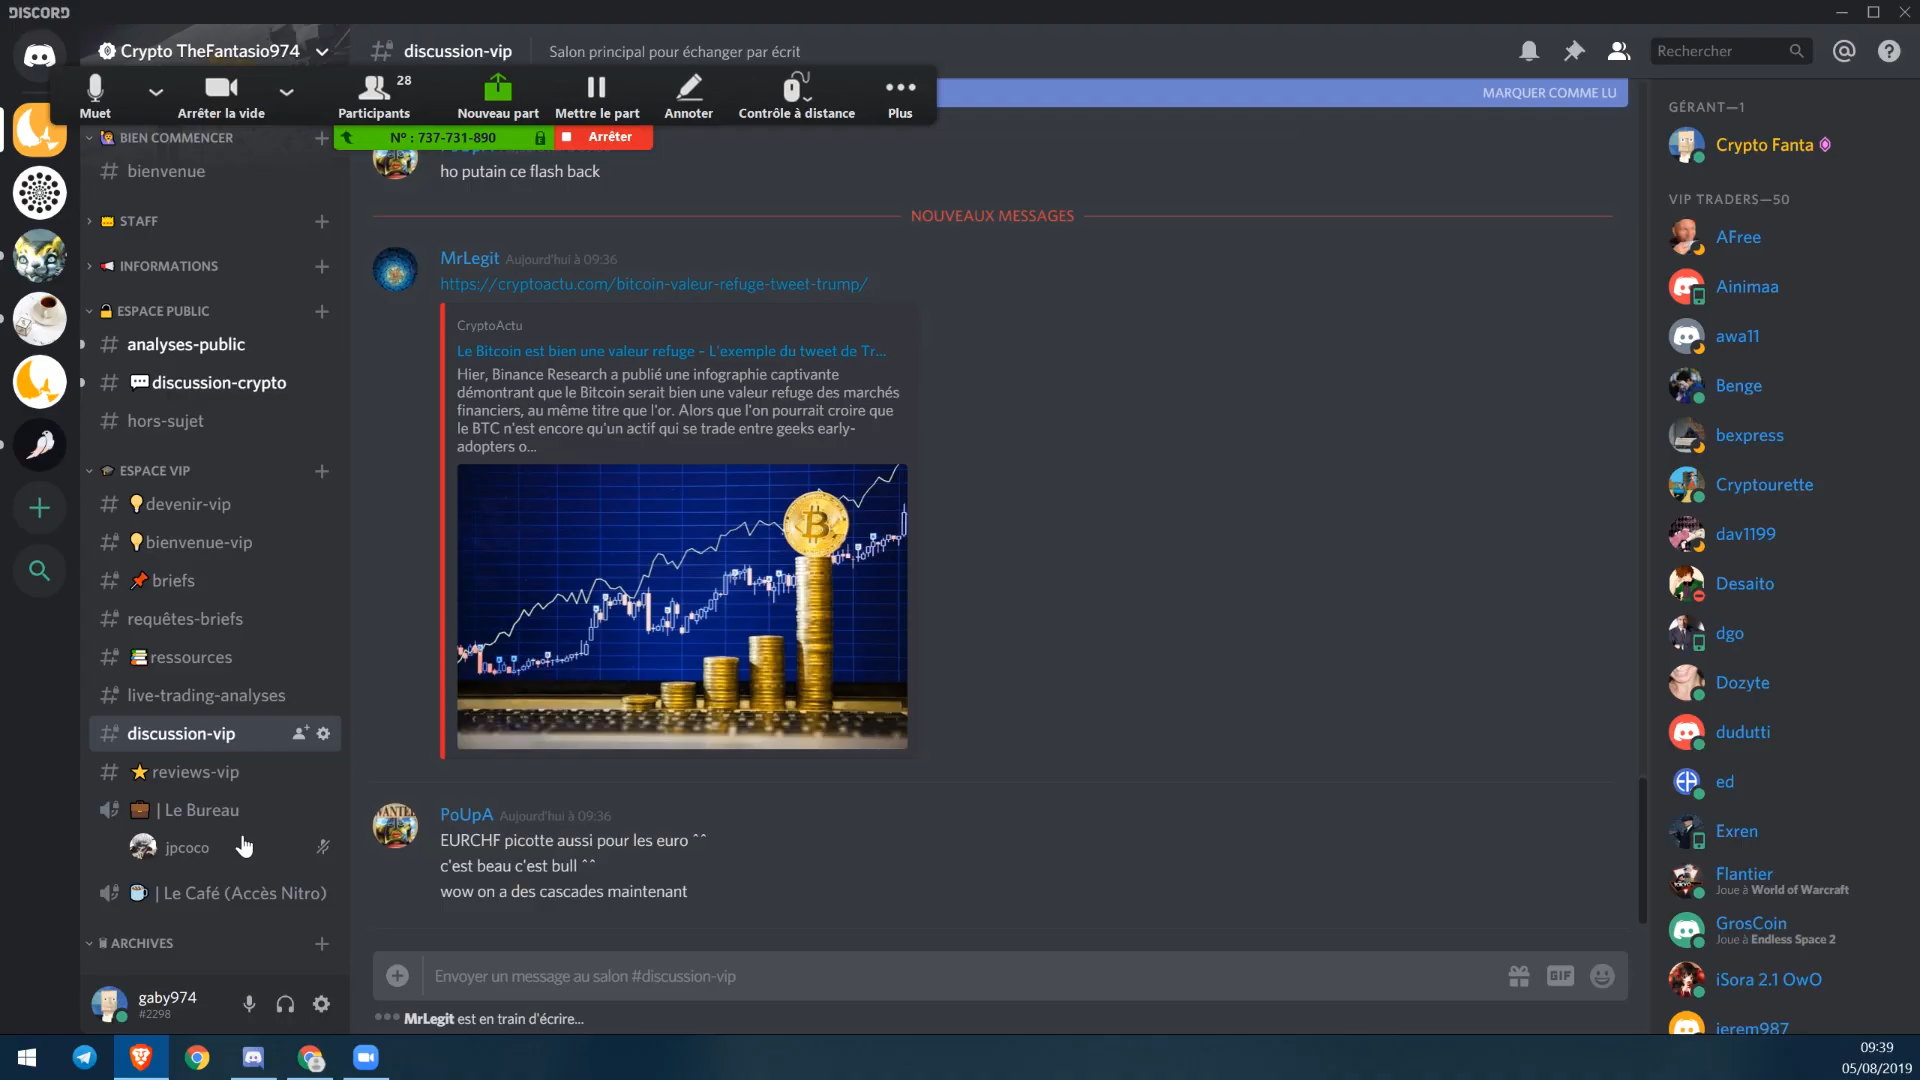 DISCORD
Crypto TheFantasio974
discussion-vip
Salon principal pour échanger par écrit
Rechercher
Muet
Arrêter la vide
Participants
28
Nouveau part
Mettre le part
Annoter
Contrôle à distance
Plus
N° : 737-731-890
Arrêter
MARQUER COMME LU
BIEN COMMENCER
bienvenue
STAFF
INFORMATIONS
ESPACE PUBLIC
analyses-public
discussion-crypto
hors-sujet
ESPACE VIP
devenir-vip
bienvenue-vip
briefs
requêtes-briefs
ressources
live-trading-analyses
discussion-vip
reviews-vip
| Le Bureau
jpcoco
| Le Café (Accès Nitro)
ARCHIVES
gaby974
#2298
ho putain ce flash back
NOUVEAUX MESSAGES
MrLegit Aujourd'hui à 09:36
https://cryptoactu.com/bitcoin-valeur-refuge-tweet-trump/
CryptoActu
Le Bitcoin est bien une valeur refuge – L'exemple du tweet de Tr...
Hier, Binance Research a publié une infographie captivante
démontrant que le Bitcoin serait bien une valeur refuge des marchés
financiers, au même titre que l'or. Alors que l'on pourrait croire que
le BTC n'est encore qu'un actif qui se trade entre geeks early-
adopters o...
PoUpA Aujourd'hui à 09:36
EURCHF picotte aussi pour les euro ^^
c'est beau c'est bull ^^
wow on a des cascades maintenant
Envoyer un message au salon #discussion-vip
GIF
MrLegit est en train d'écrire...
GÉRANT—1
Crypto Fanta
VIP TRADERS—50
AFree
Ainimaa
awa11
Benge
bexpress
Cryptourette
dav1199
Desaito
dgo
Dozyte
dudutti
ed
Exren
Flantier
Joue à World of Warcraft
GrosCoin
Joue à Endless Space 2
iSora 2.1 OwO
jerem987
09:39
05/08/2019